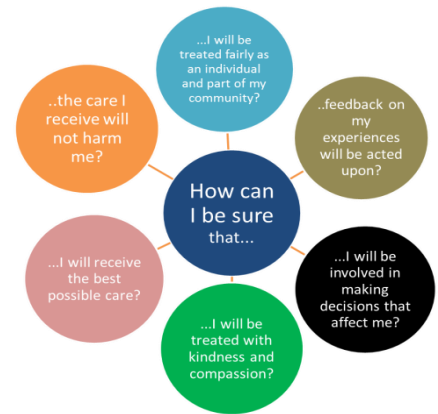 ...I will be
treated fairly as
an individual
and part of my
community?
..the care I
receive will
not harm
me?
..feedback on
my
experiences
will be acted
upon?
How can
I be sure
that...
...I will receive
the best
possible care?
...I will be
involved in
making
decisions that
affect me?
...I will be
treated with
kindness and
compassion?